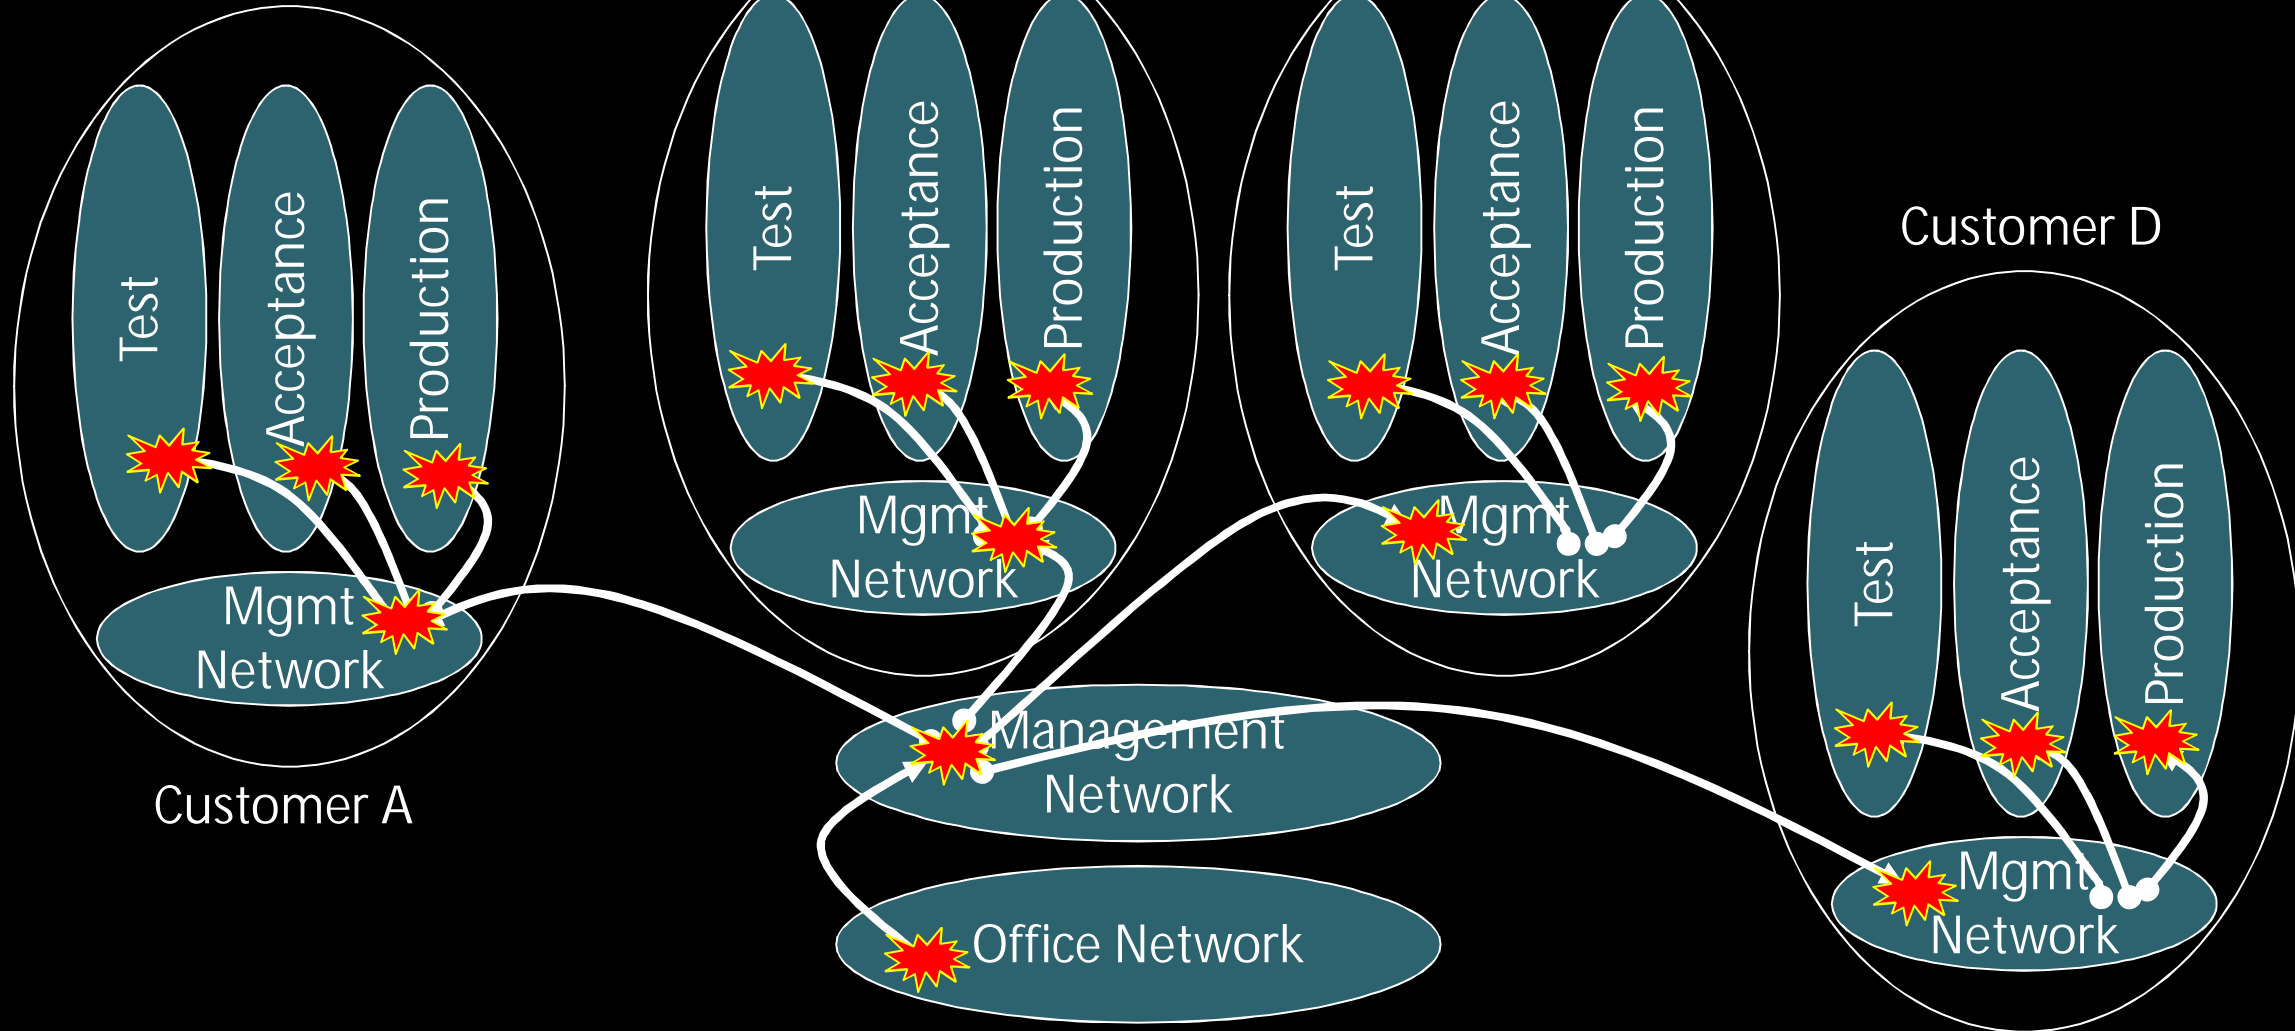 Test
Acceptance
Production
Mgmt
Network
Customer A
Test
Acceptance
Production
Mgmt
Network
Test
Acceptance
Production
Mgmt
Network
Customer D
Test
Acceptance
Production
Mgmt
Network
Management
Network
Office Network